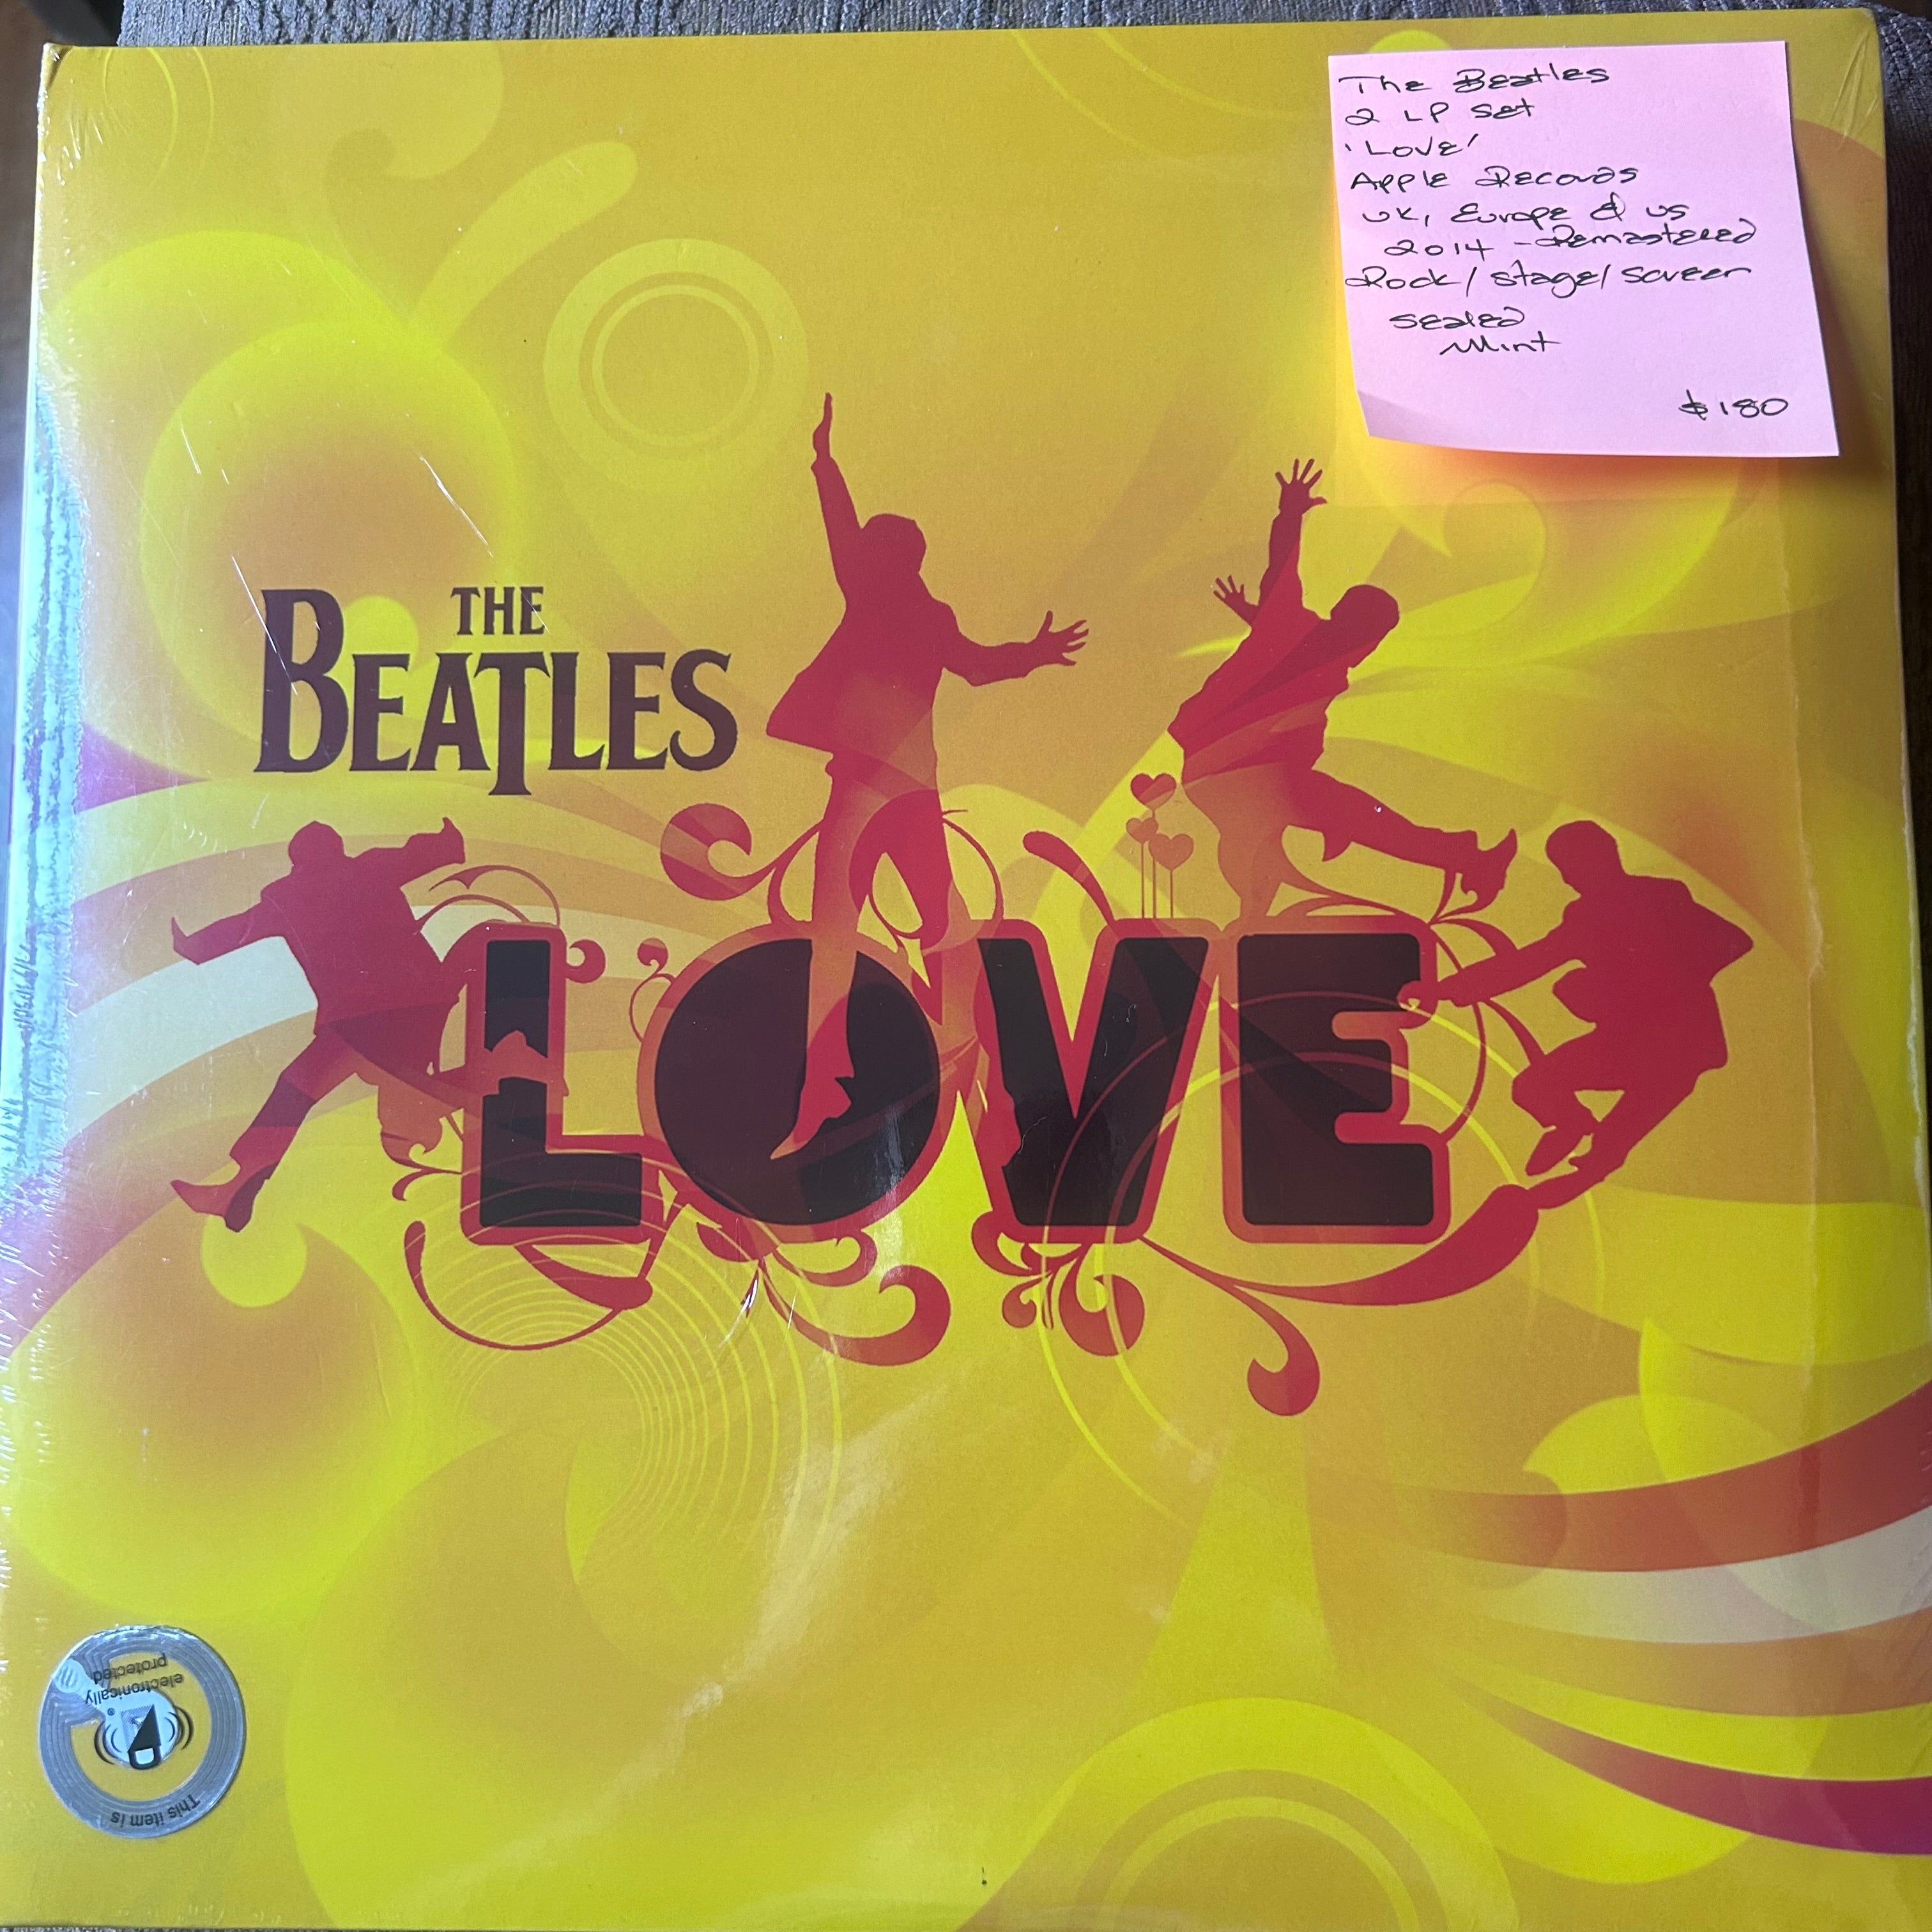 The Beatles
2 LP Set
'Love'
Apple Records
UK, Europe & US
2014 - Remastered
Rock / Stage / Screen
Sealed
Mint
$180
THE
BEATLES
LOVE
This item is
electronically
protected